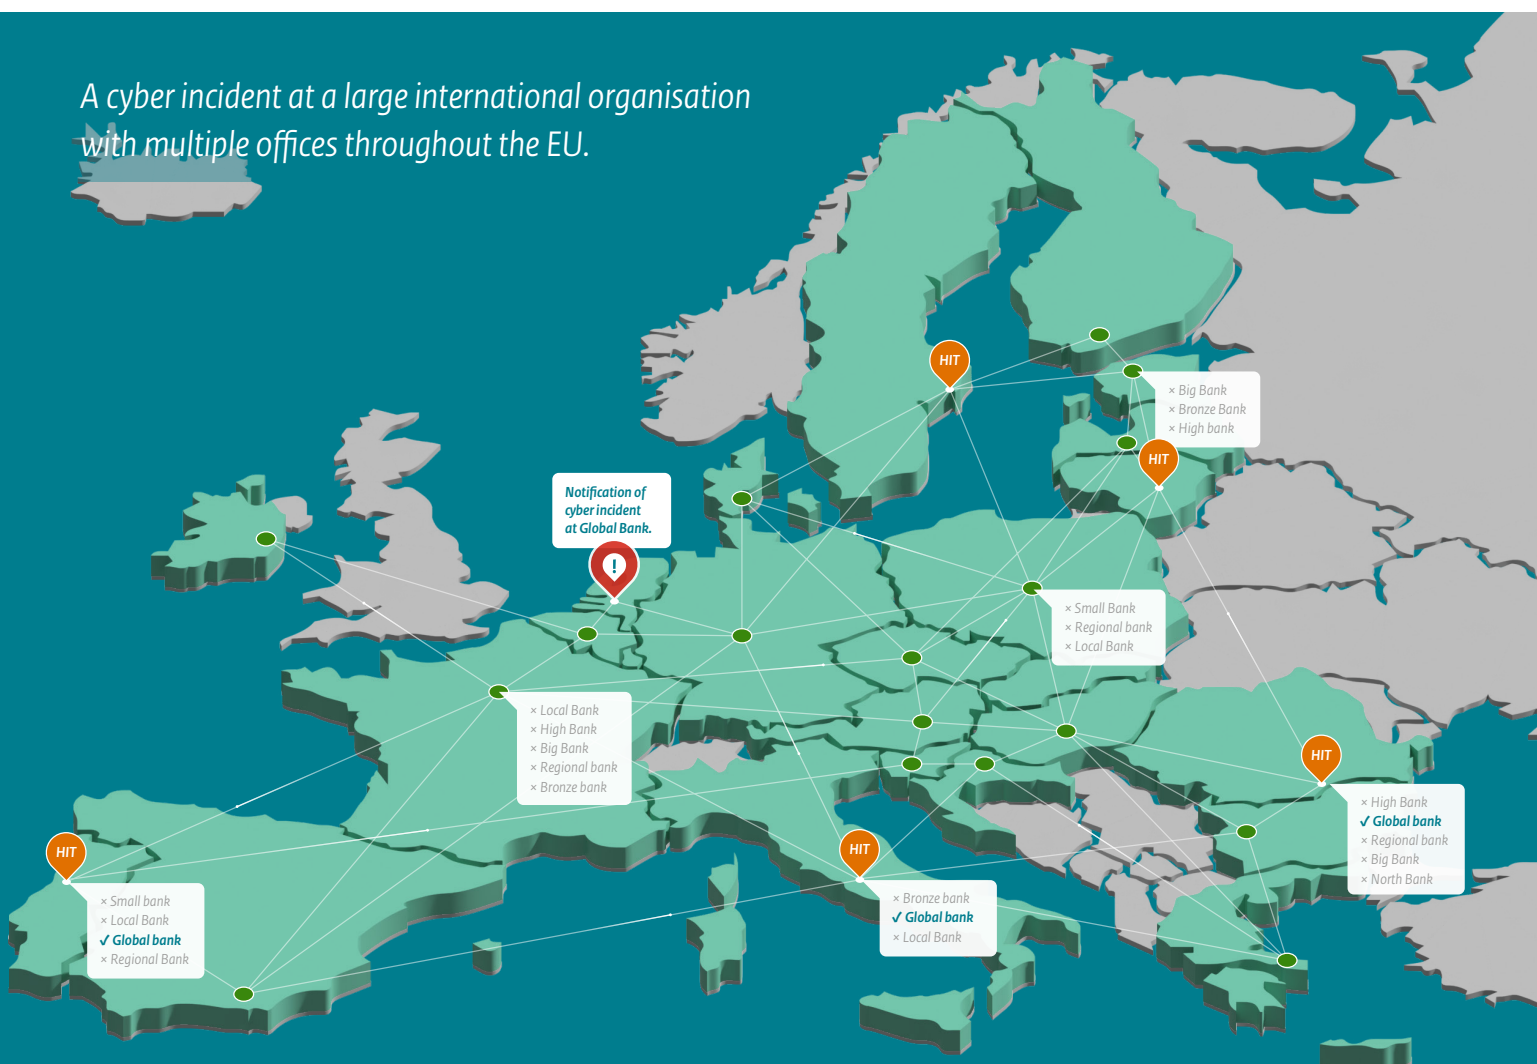 A cyber incident at a large international organisation
with multiple offices throughout the EU.
HIT
× Big Bank
× Bronze Bank
× High bank
HIT
Notification of
cyber incident
at Global Bank.
!
× Small Bank
× Regional bank
× Local Bank
× Local Bank
× High Bank
× Big Bank
× Regional bank
× Bronze bank
HIT
× High Bank
✓ Global bank
× Regional bank
× Big Bank
× North Bank
HIT
× Small bank
× Local Bank
✓ Global bank
× Regional Bank
HIT
× Bronze bank
✓ Global bank
× Local Bank